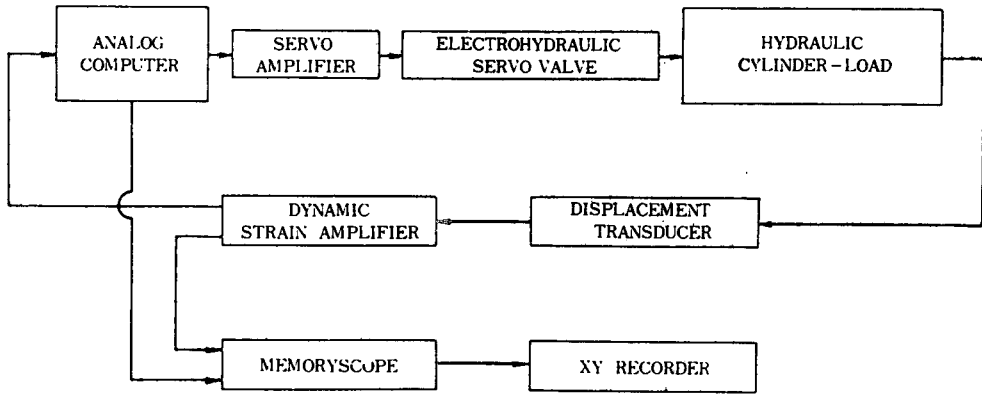 ANALOG
COMPUTER
SERVO
AMPLIFIER
ELECTROHYDRAULIC
SERVO VALVE
HYDRAULIC
CYLINDER-LOAD
DYNAMIC
STRAIN AMPLIFIER
DISPLACEMENT
TRANSDUCER
MEMORYSCOPE
XY RECORDER